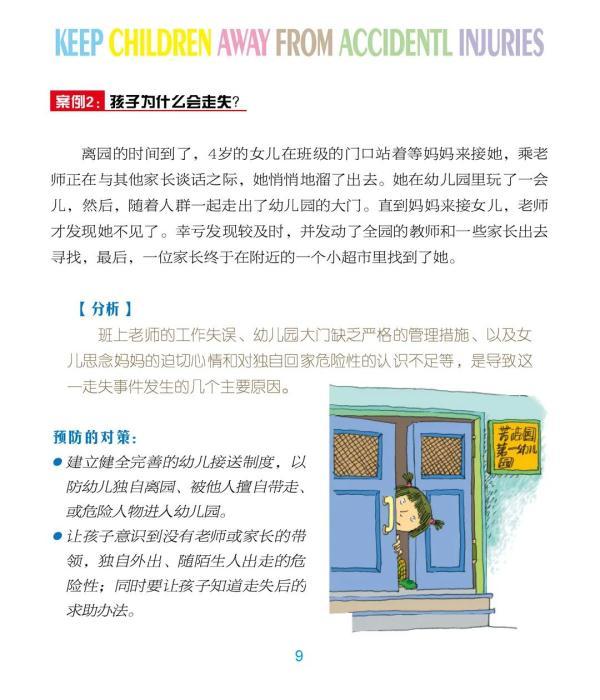 KEEP CHILDREN AWAY FROM ACCIDENTL INJURIES
案例2：孩子为什么会走失？
离园的时间到了，4岁的女儿在班级的门口站着等妈妈来接她，乘老
师正在与其他家长谈话之际，她悄悄地溜了出去。她在幼儿园里玩了一会
儿，然后，随着人群一起走出了幼儿园的大门。直到妈妈来接女儿，老师
才发现她不见了。幸亏发现较及时，并发动了全园的教师和一些家长出去
寻找，最后，一位家长终于在附近的一个小超市里找到了她。
【分析】
班上老师的工作失误、幼儿园大门缺乏严格的管理措施、以及女
儿思念妈妈的迫切心情和对独自回家危险性的认识不足等，是导致这
一走失事件发生的几个主要原因。
预防的对策：
●建立健全完善的幼儿接送制度，以
防幼儿独自离园、被他人擅自带走、
或危险人物进入幼儿园。
●让孩子意识到没有老师或家长的带
领，独自外出、随陌生人出走的危
险性；同时要让孩子知道走失后的
求助办法。
第一幼儿
园
9